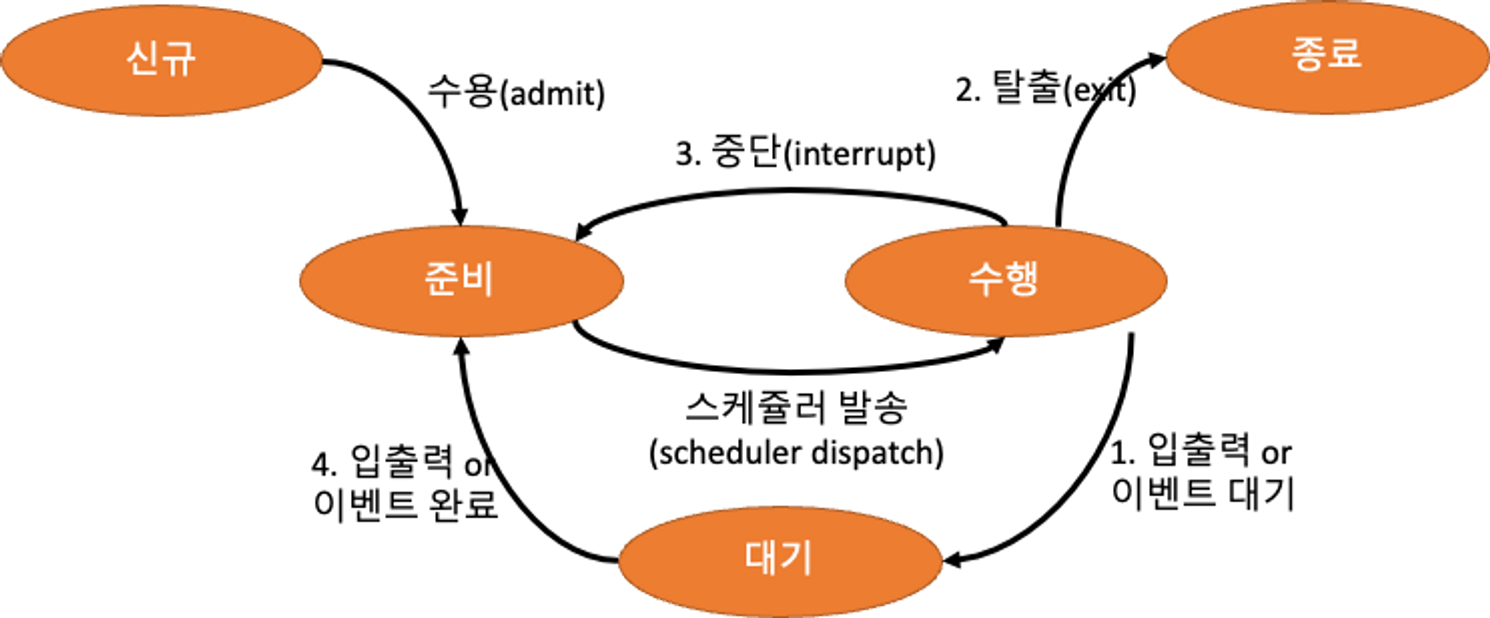 신규
종료
수용(admit)
2. 탈출(exit)
3. 중단(interrupt)
준비
수행
스케쥴러 발송
(scheduler dispatch)
4. 입출력 or
이벤트 완료
1. 입출력 or
이벤트 대기
대기